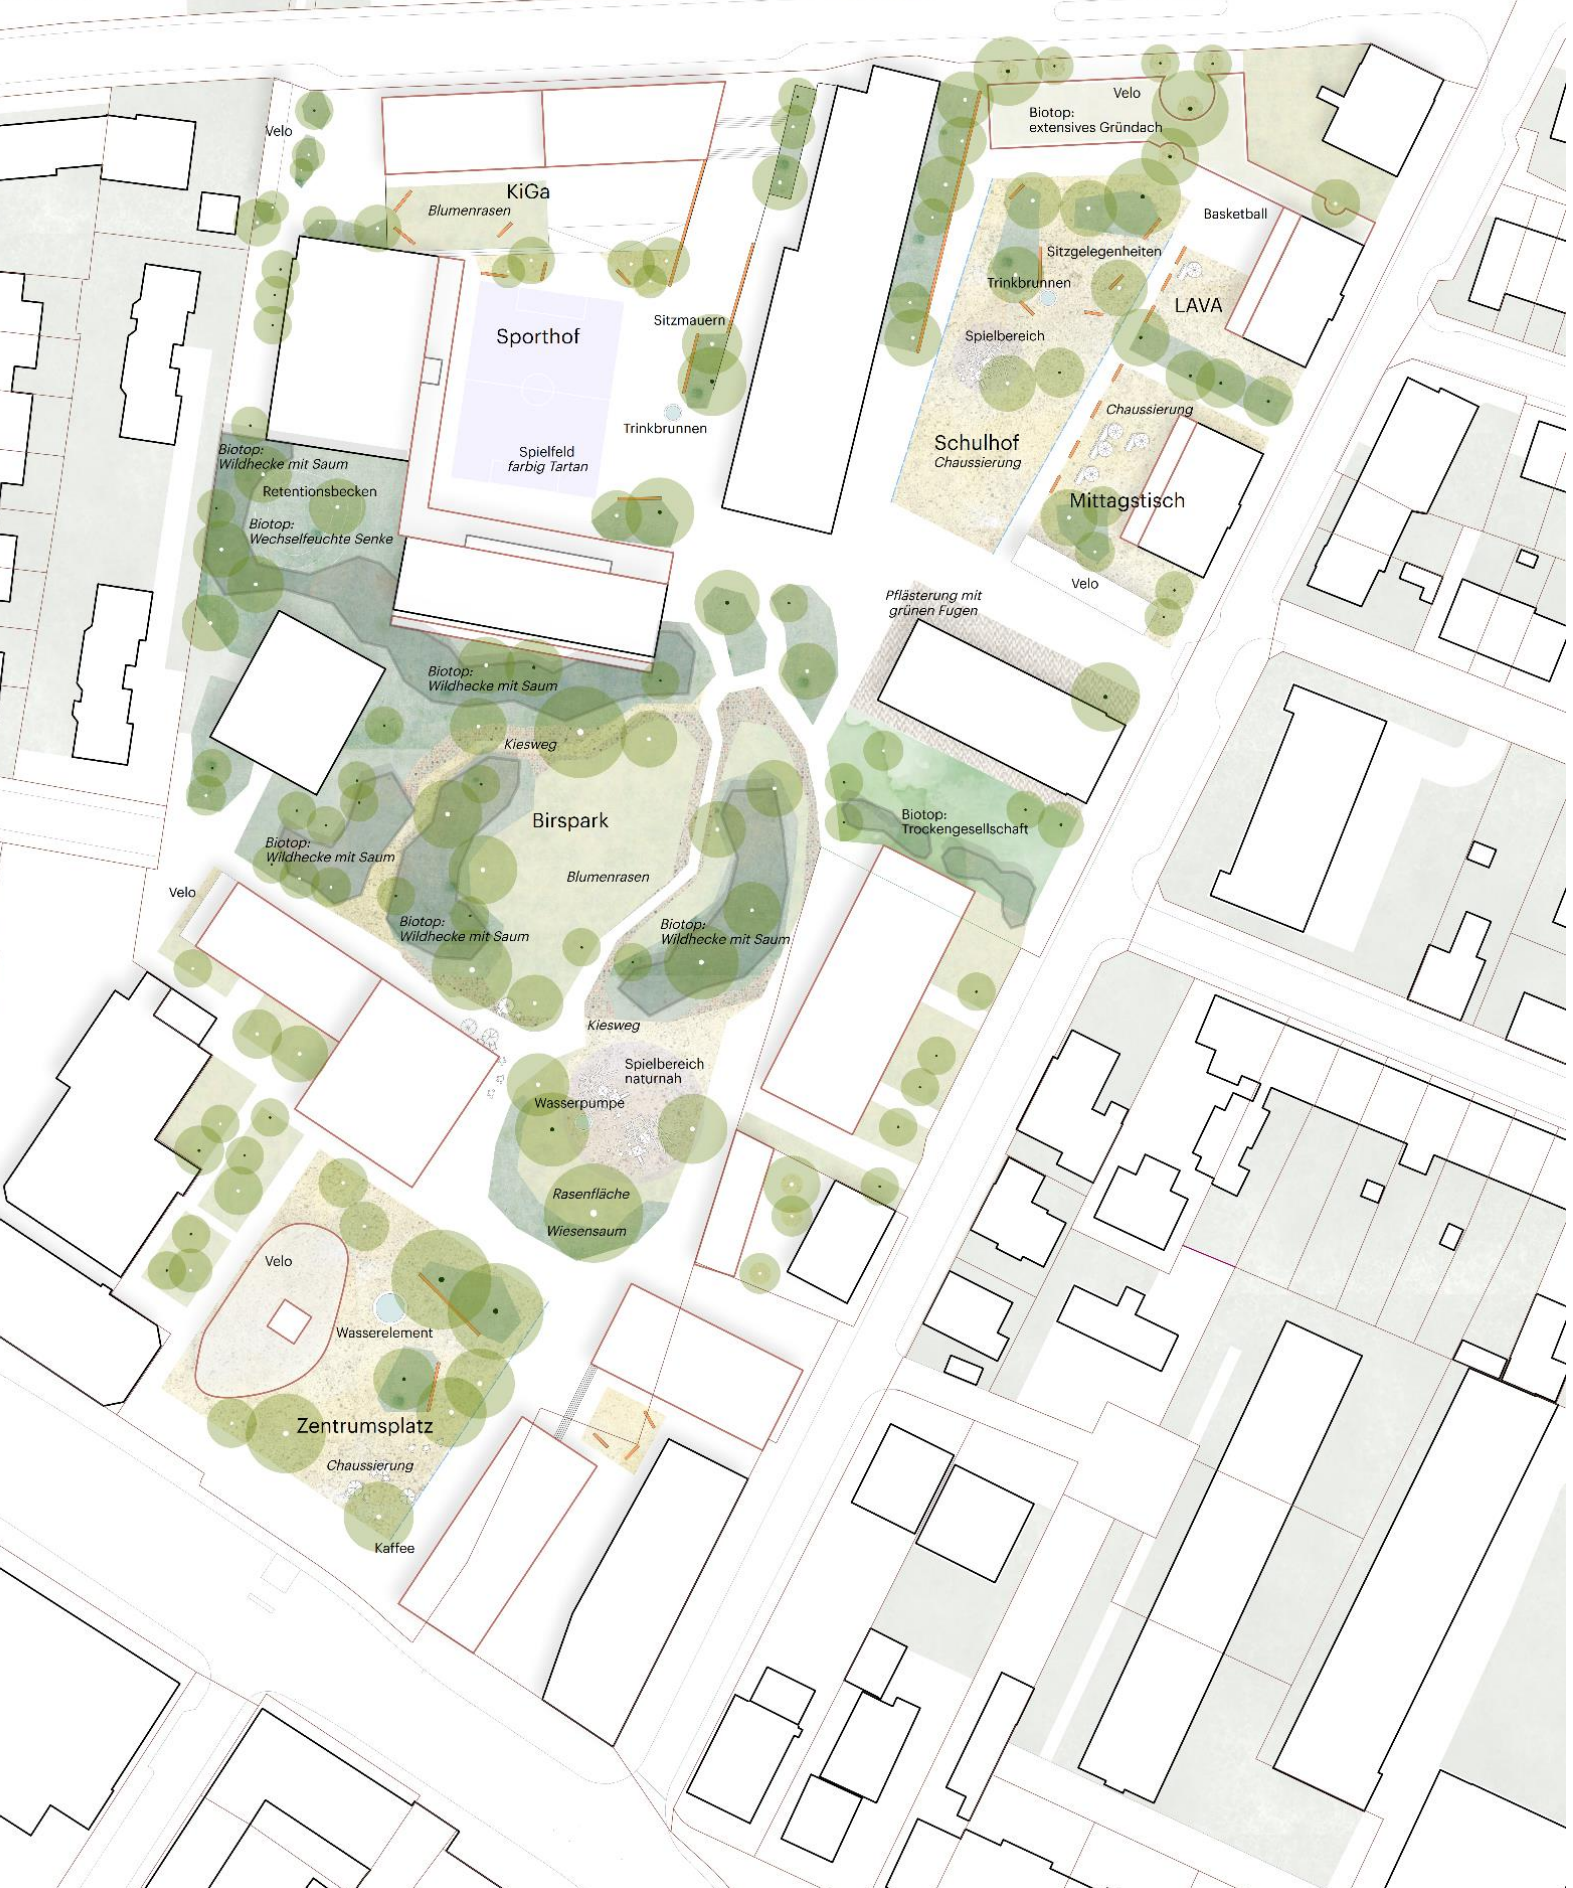 Velo
Biotop:
extensives Gründach
Velo
KiGa
Blumenrasen
Basketball
Sitzgelegenheiten
Trinkbrunnen
LAVA
Sitzmauern
Sporthof
Spielbereich
Chaussierung
Trinkbrunnen
Schulhof
Chaussierung
Spielfeld
farbig Tartan
Biotop:
Wildhecke mit Saum
Retentionsbecken
Mittagstisch
Biotop:
Wechselfeuchte Senke
Velo
Pflästerung mit
grünen Fugen
Biotop:
Wildhecke mit Saum
Kiesweg
Birspark
Biotop:
Trockengesellschaft
Biotop:
Wildhecke mit Saum
Blumenrasen
Velo
Biotop:
Wildhecke mit Saum
Biotop:
Wildhecke mit Saum
Kiesweg
Spielbereich
naturnah
Wasserpumpe
Rasenfläche
Wiesensaum
Velo
Wasserelement
Zentrumsplatz
Chaussierung
Kaffee